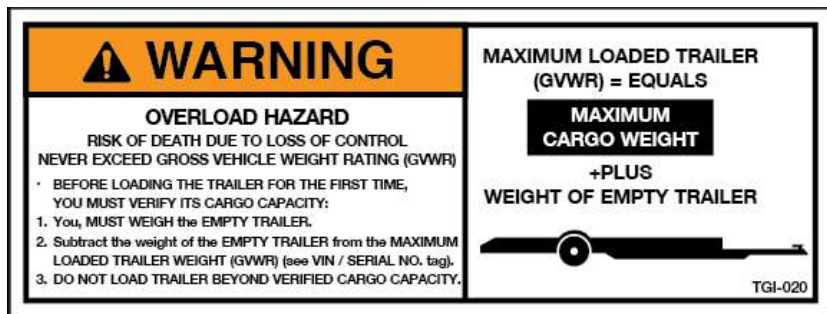 WARNING
OVERLOAD HAZARD
RISK OF DEATH DUE TO LOSS OF CONTROL
NEVER EXCEED GROSS VEHICLE WEIGHT RATING (GVWR)
· BEFORE LOADING THE TRAILER FOR THE FIRST TIME,
YOU MUST VERIFY ITS CARGO CAPACITY:
1. You, MUST WEIGH the EMPTY TRAILER.
2. Subtract the weight of the EMPTY TRAILER from the MAXIMUM
LOADED TRAILER WEIGHT (GVWR) (see VIN / SERIAL NO. tag).
3. DO NOT LOAD TRAILER BEYOND VERIFIED CARGO CAPACITY.
MAXIMUM LOADED TRAILER
(GVWR) = EQUALS
MAXIMUM
CARGO WEIGHT
+PLUS
WEIGHT OF EMPTY TRAILER
TGI-020